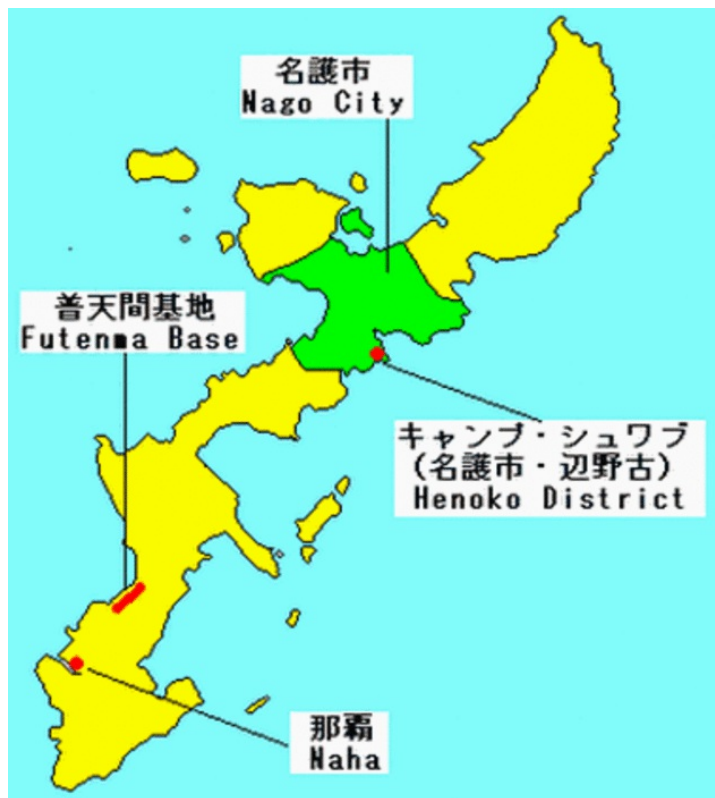 名護市
Nago City
普天間基地
Futenma Base
キャンプ・シュワブ
（名護市・辺野古）
Henoko District
那覇
Naha